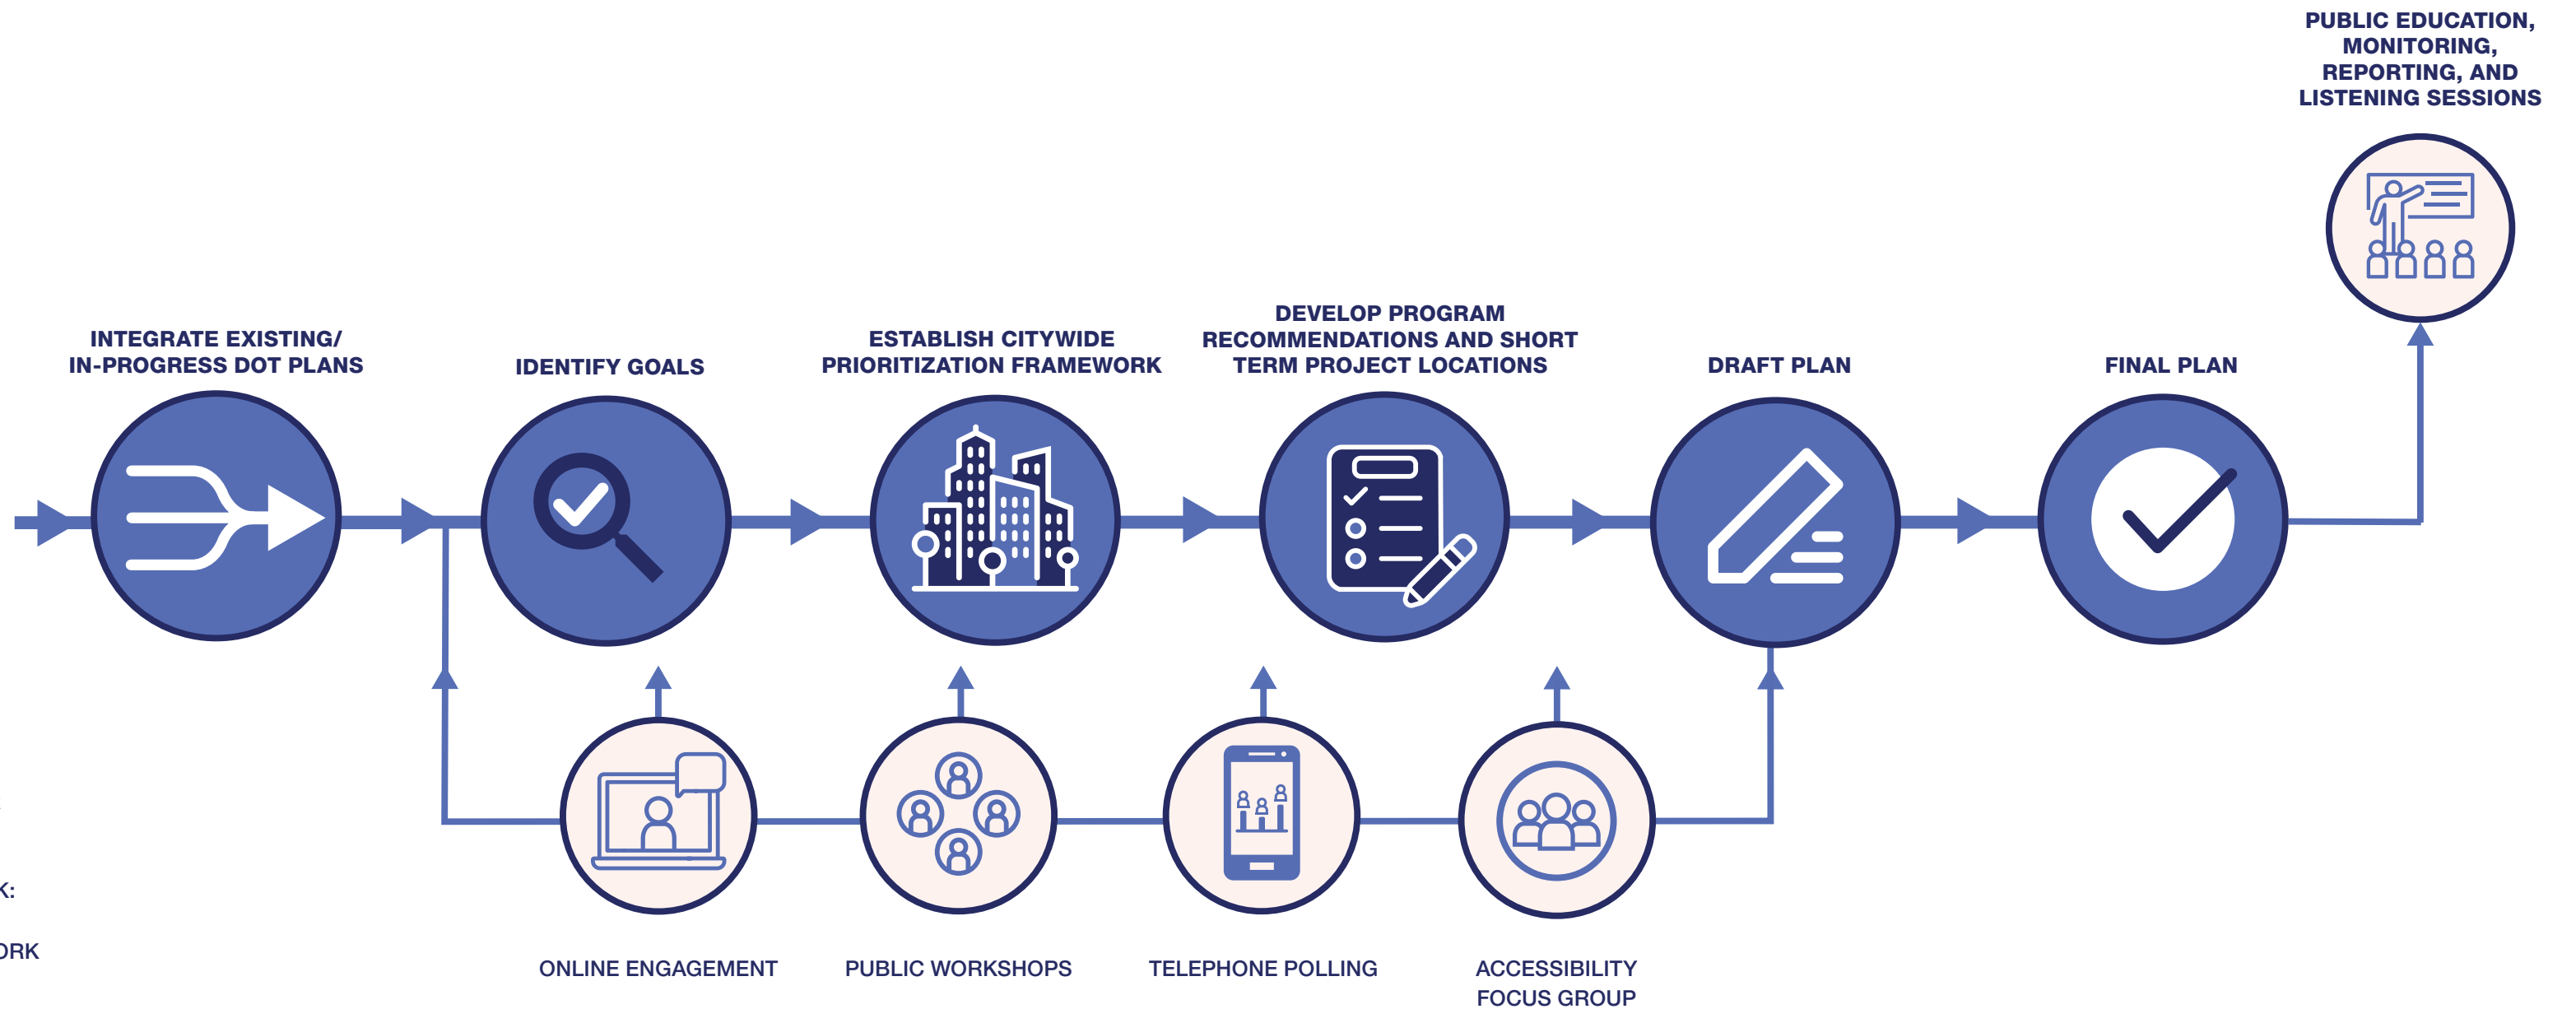 PUBLIC EDUCATION,
MONITORING,
REPORTING, AND
LISTENING SESSIONS
INTEGRATE EXISTING/
IN-PROGRESS DOT PLANS
IDENTIFY GOALS
ESTABLISH CITYWIDE
PRIORITIZATION FRAMEWORK
DEVELOP PROGRAM
RECOMMENDATIONS AND SHORT
TERM PROJECT LOCATIONS
DRAFT PLAN
FINAL PLAN
K:
ORK
ONLINE ENGAGEMENT
PUBLIC WORKSHOPS
TELEPHONE POLLING
ACCESSIBILITY
FOCUS GROUP